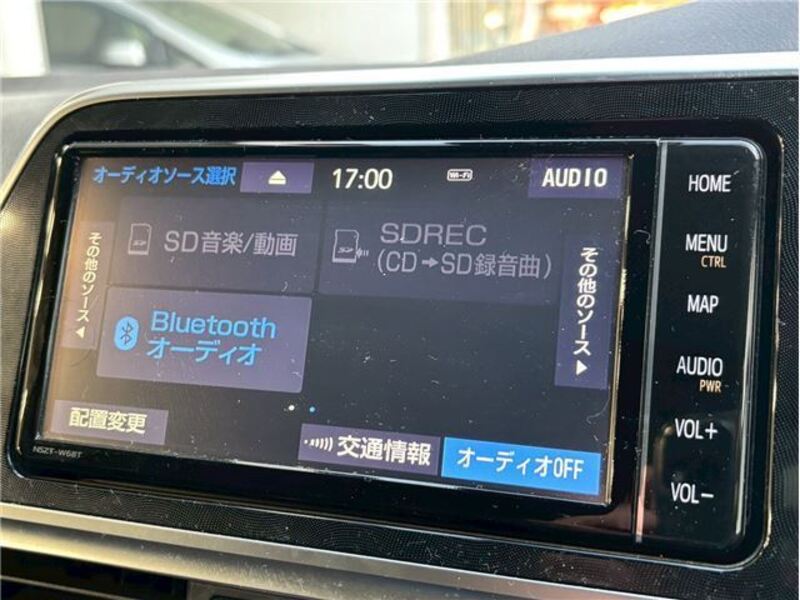 オーディオソース選択
17:00
Wi-Fi
AUDIO
その他のソース
SD音楽/動画
SDREC
(CD➡SD録音曲)
その他のソース
Bluetooth
オーディオ
配置変更
交通情報
オーディオOFF
NSZT-W68T
HOME
MENU
CTRL
MAP
AUDIO
PWR
VOL+
VOL-